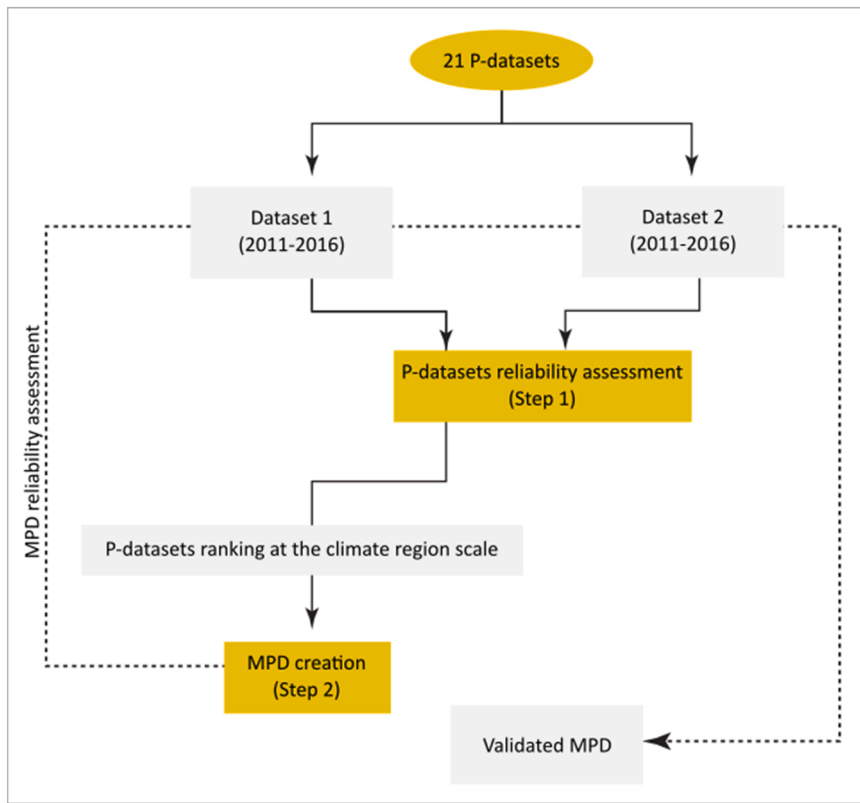 21 P-datasets
Dataset 1
(2011-2016)
Dataset 2
(2011-2016)
P-datasets reliability assessment
(Step 1)
MPD reliability assessment
P-datasets ranking at the climate region scale
MPD creation
(Step 2)
Validated MPD